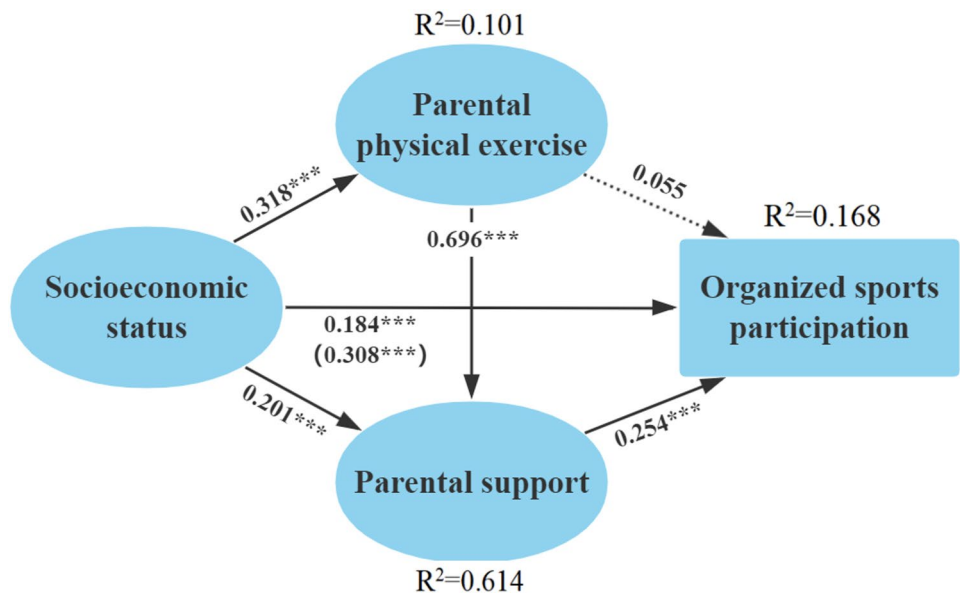 R²=0.101
Parental
physical exercise
0.318***
0.055
R²=0.168
0.696***
Socioeconomic
status
Organized sports
participation
0.184***
(0.308***)
0.201***
0.254***
Parental support
R²=0.614